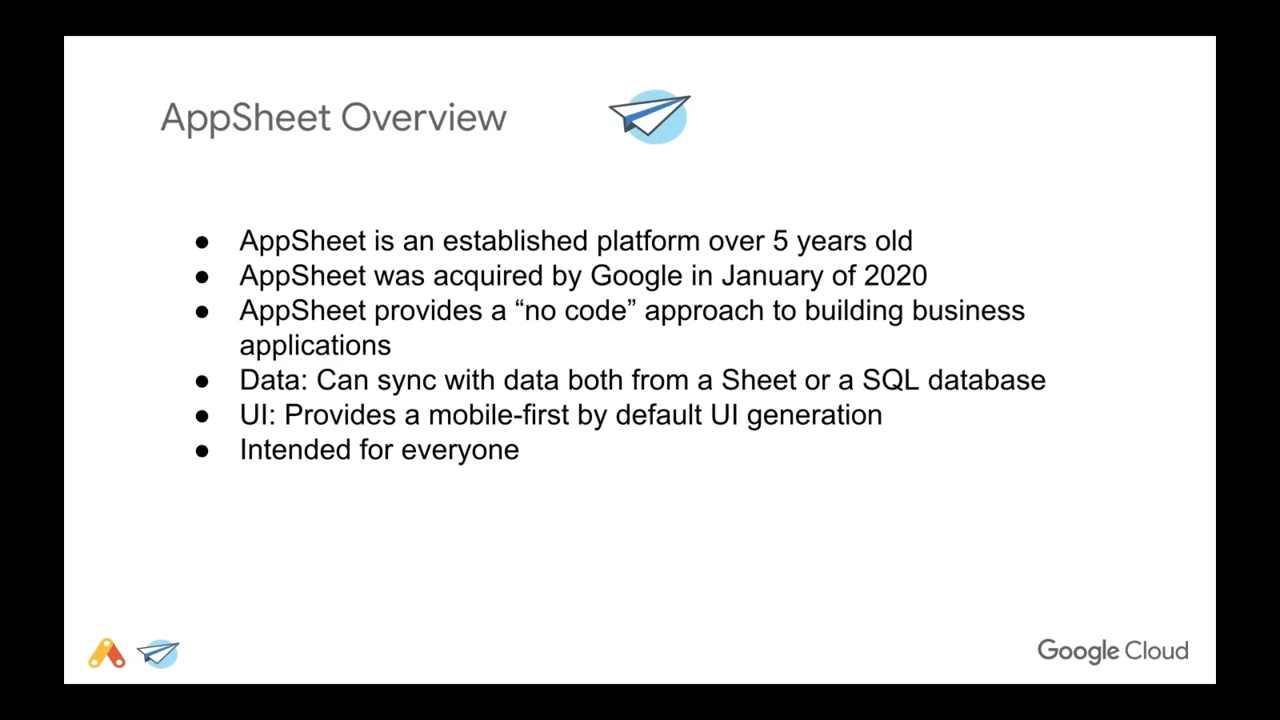 AppSheet Overview
● AppSheet is an established platform over 5 years old
● AppSheet was acquired by Google in January of 2020
● AppSheet provides a “no code” approach to building business
applications
● Data: Can sync with data both from a Sheet or a SQL database
● UI: Provides a mobile-first by default UI generation
● Intended for everyone
Google Cloud